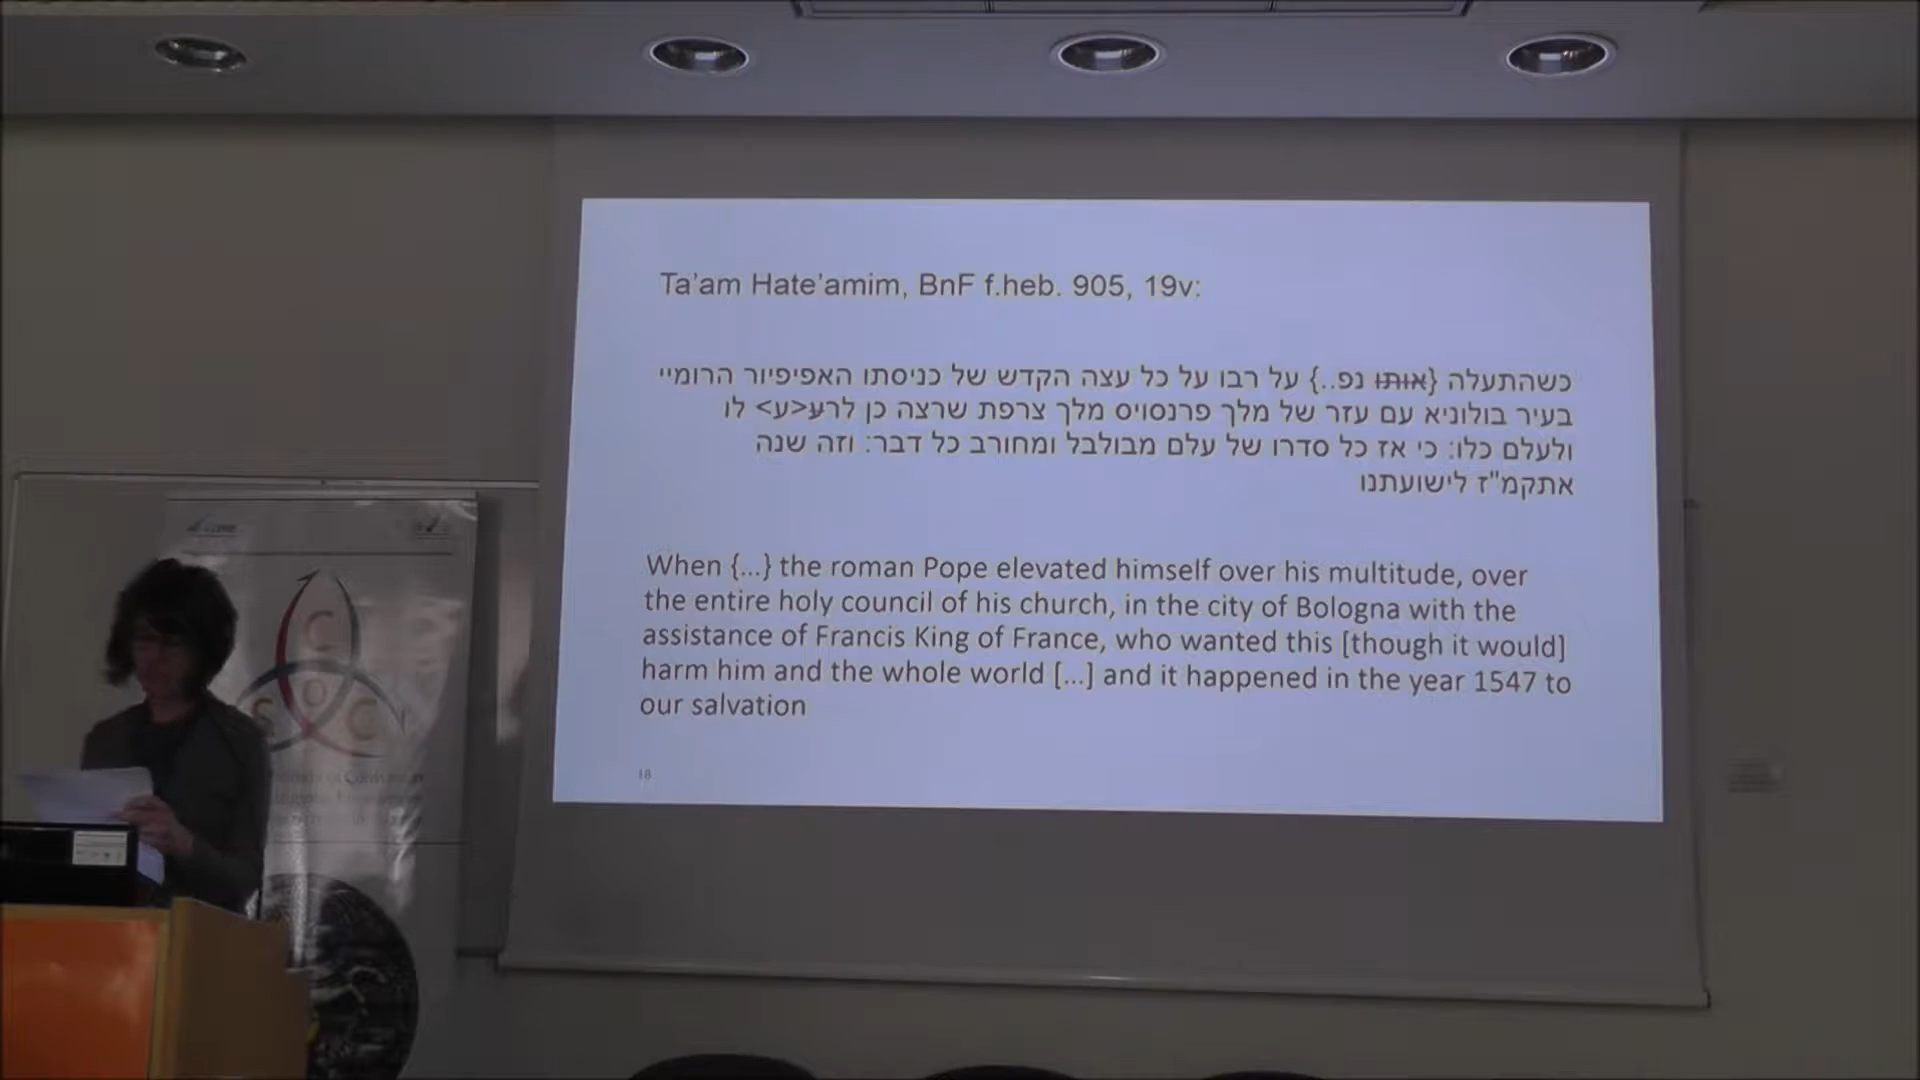 Ta’am Hate’amim, BnF f.heb. 905, 19v:
כשהתעלה {אותו נפ..} על רבו על כל עצה הקדש של כניסתו האפיפיור הרומיי
בעיר בולוניא עם עזר של מלך פרנסויס מלך צרפת שרצה כן לרעע<ע> לו
ולעלם כלו: כי אז כל סדרו של עלם מבולבל ומחורב כל דבר: וזה שנה
אתקמ"ז לישועתנו
When {...} the roman Pope elevated himself over his multitude, over
the entire holy council of his church, in the city of Bologna with the
assistance of Francis King of France, who wanted this [though it would]
harm him and the whole world [...] and it happened in the year 1547 to
our salvation
18
C
O
S C I